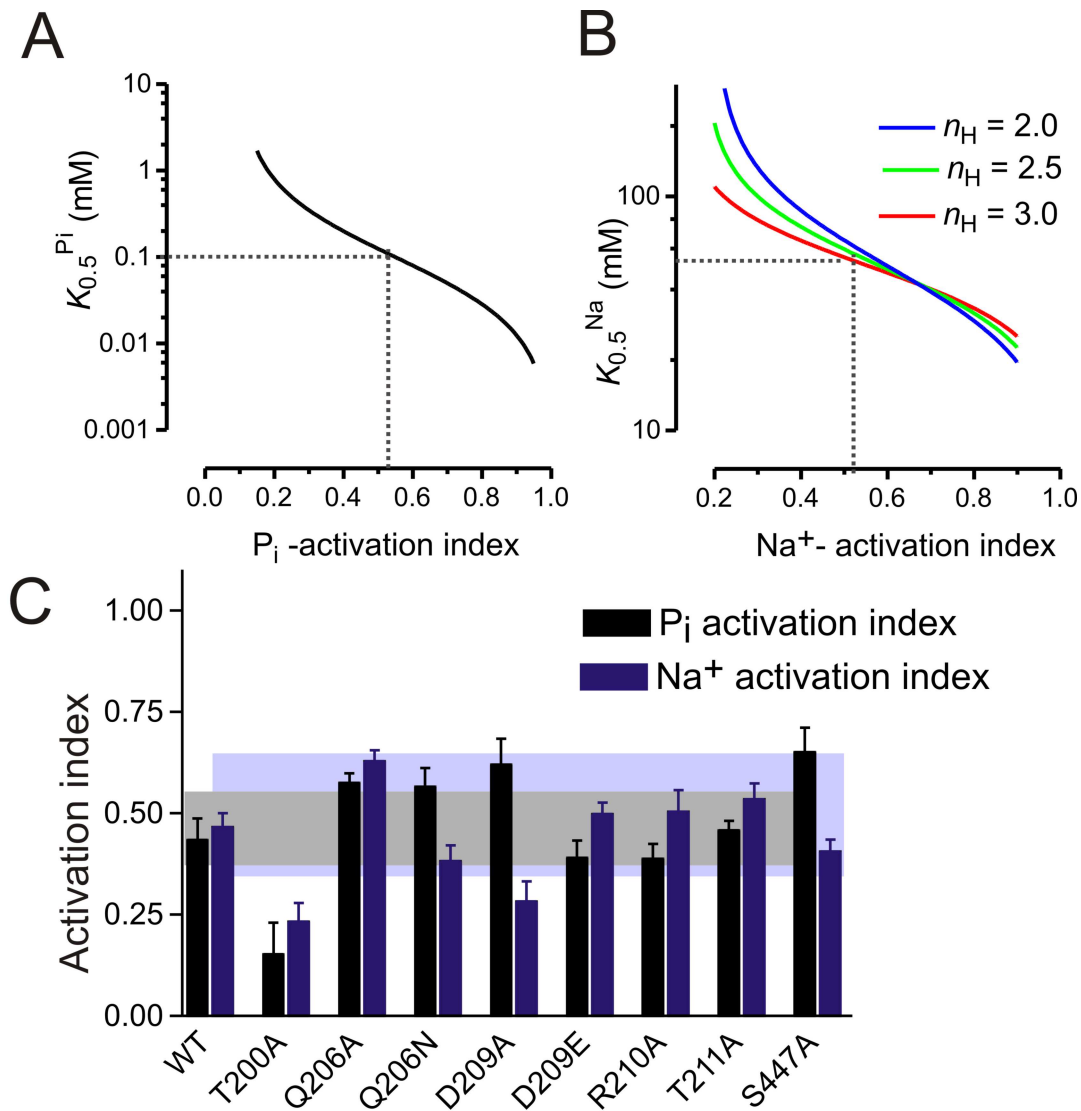 A
10
1
0.1
0.01
0.001
K0.5Pi (mM)
0.0 0.2 0.4 0.6 0.8 1.0
Pi -activation index
B
100
10
K0.5Na (mM)
nH = 2.0
nH = 2.5
nH = 3.0
0.2 0.4 0.6 0.8 1.0
Na+- activation index
C
1.00
0.75
0.50
0.25
0.00
Activation index
Pi activation index
Na+ activation index
WT T200A Q206A Q206N D209A D209E R210A T211A S447A